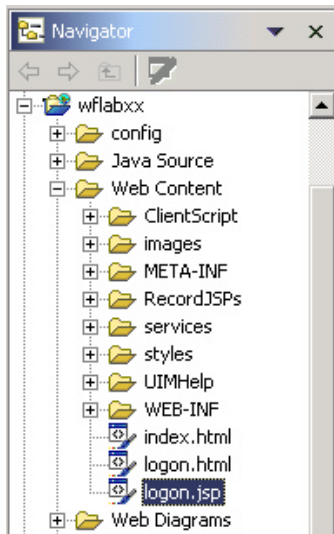 Navigator
wflabxx
config
Java Source
Web Content
ClientScript
images
META-INF
RecordJSPs
services
styles
UIMHelp
WEB-INF
index.html
logon.html
logon.jsp
Web Diagrams